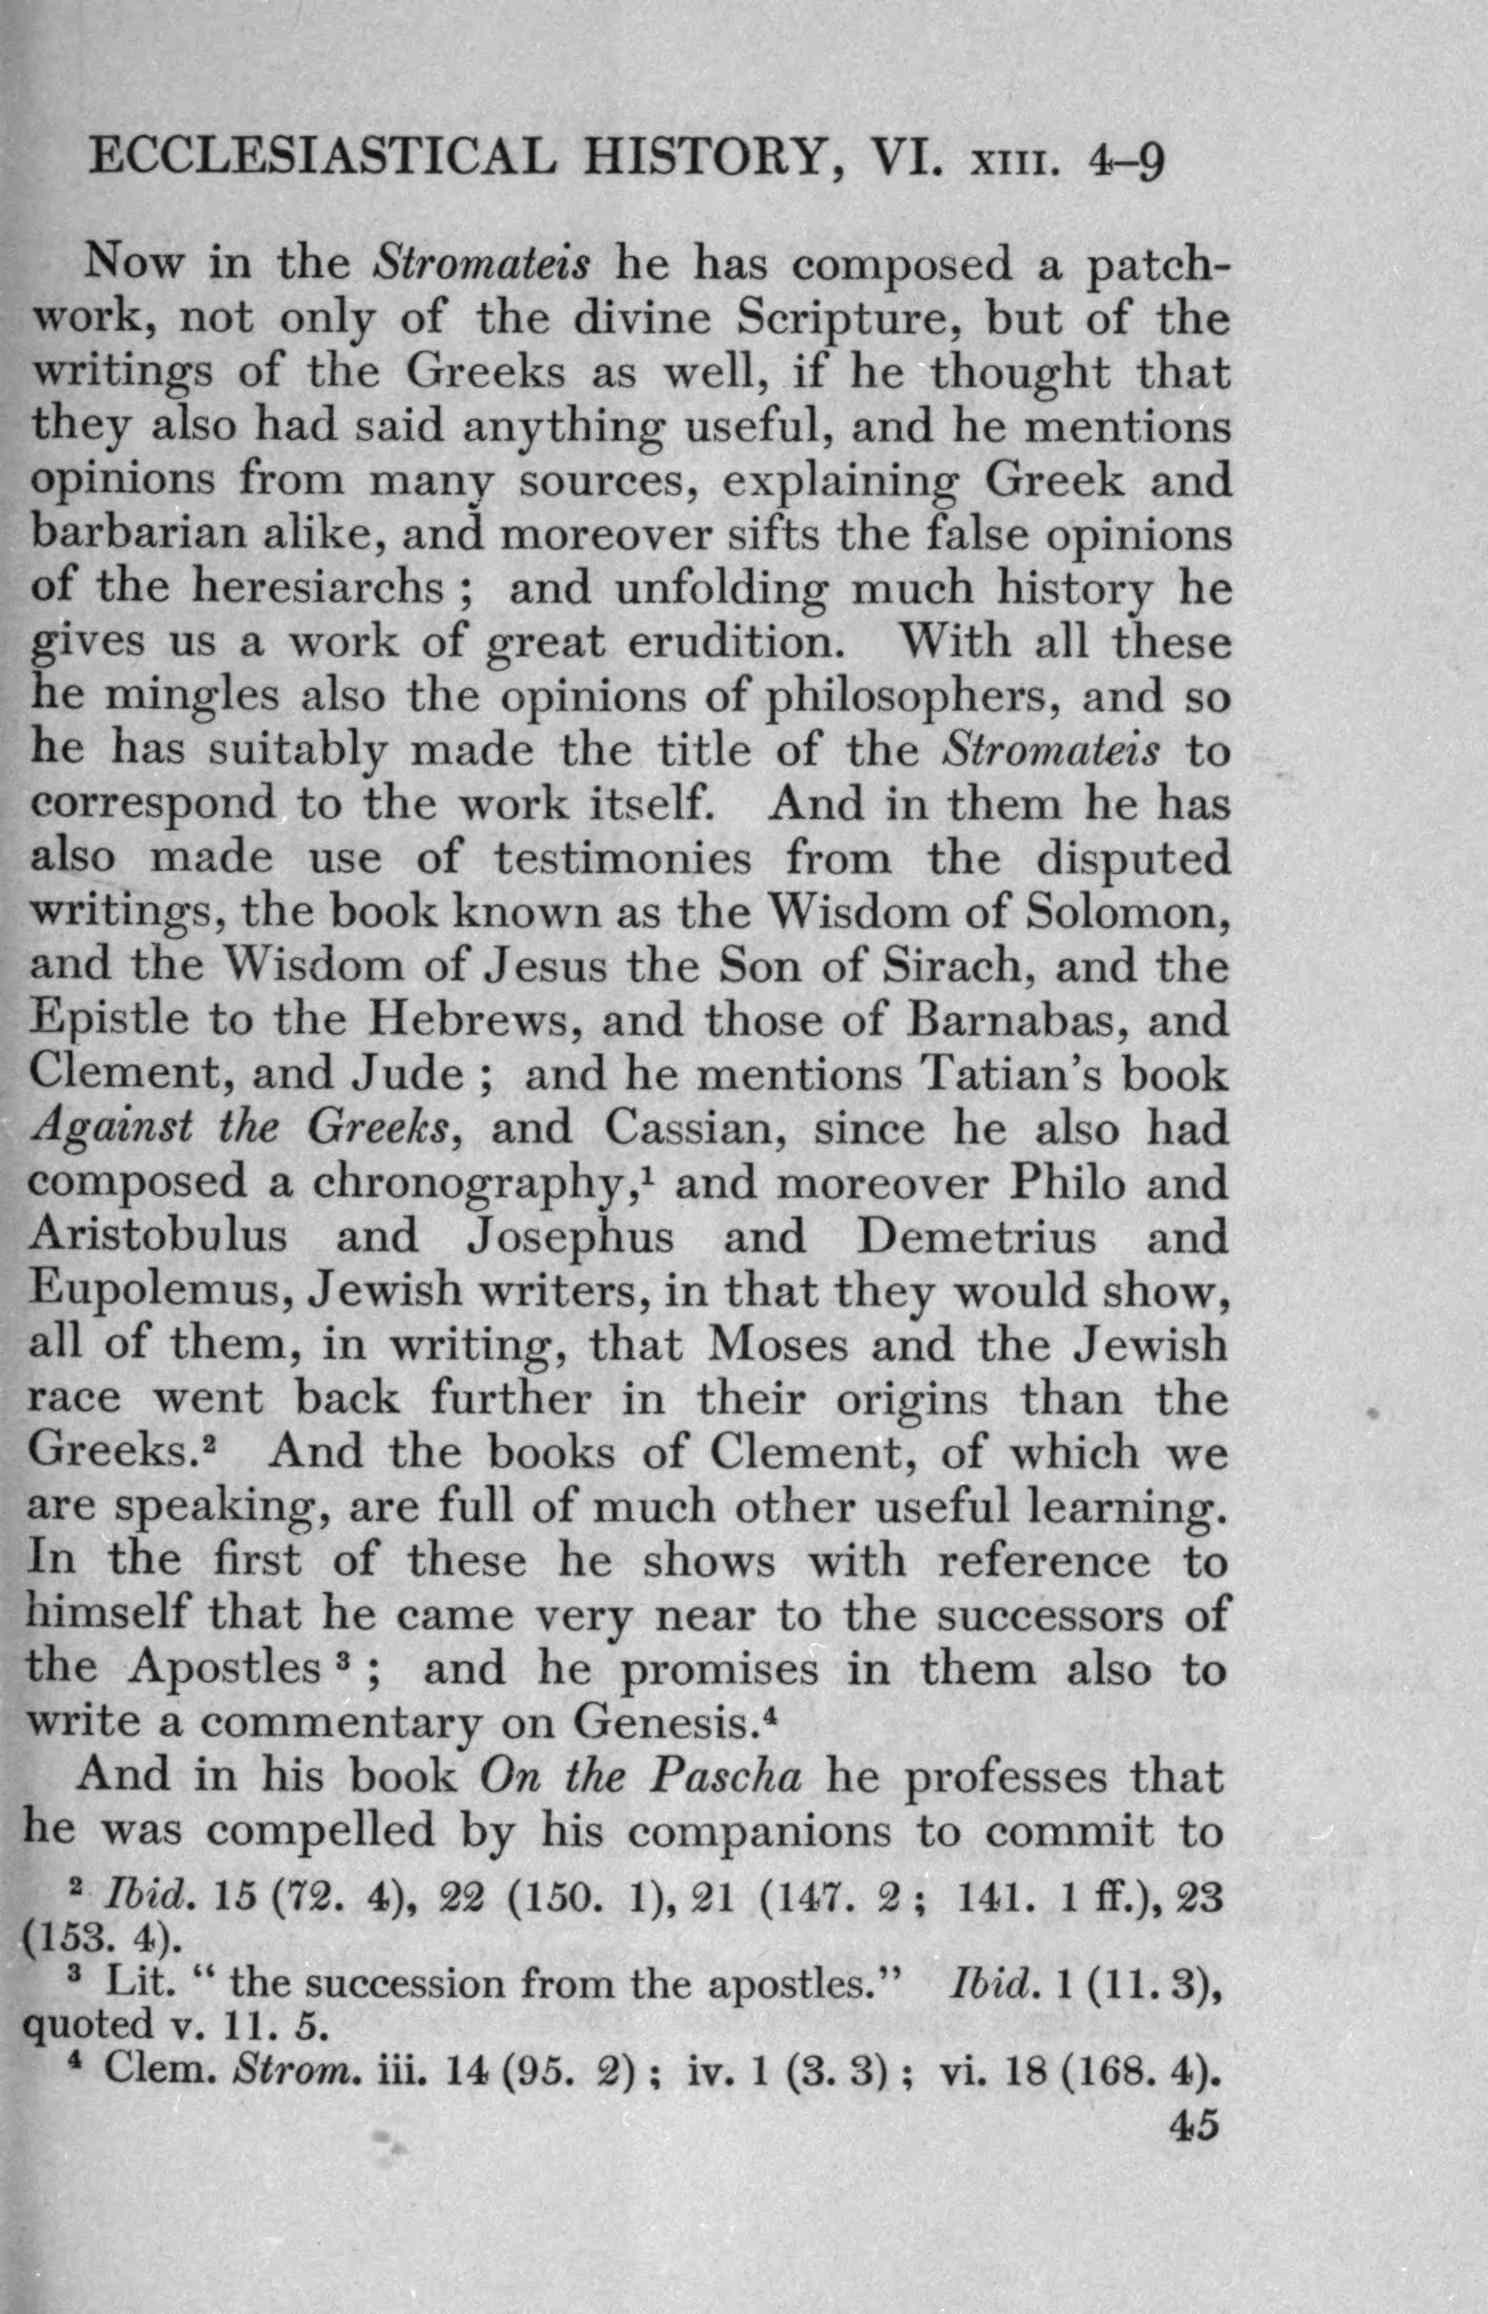 ECCLESIASTICAL HISTORY, VI. XIII. 4–9
Now in the Stromateis he has composed a patch-
work, not only of the divine Scripture, but of the
writings of the Greeks as well, if he thought that
they also had said anything useful, and he mentions
opinions from many sources, explaining Greek and
barbarian alike, and moreover sifts the false opinions
of the heresiarchs ; and unfolding much history he
gives us a work of great erudition. With all these
he mingles also the opinions of philosophers, and so
he has suitably made the title of the Stromateis to
correspond to the work itself. And in them he has
also made use of testimonies from the disputed
writings, the book known as the Wisdom of Solomon,
and the Wisdom of Jesus the Son of Sirach, and the
Epistle to the Hebrews, and those of Barnabas, and
Clement, and Jude ; and he mentions Tatian’s book
Against the Greeks, and Cassian, since he also had
composed a chronography,¹ and moreover Philo and
Aristobulus and Josephus and Demetrius and
Eupolemus, Jewish writers, in that they would show,
all of them, in writing, that Moses and the Jewish
race went back further in their origins than the
Greeks.² And the books of Clement, of which we
are speaking, are full of much other useful learning.
In the first of these he shows with reference to
himself that he came very near to the successors of
the Apostles ³ ; and he promises in them also to
write a commentary on Genesis.⁴
And in his book On the Pascha he professes that
he was compelled by his companions to commit to
² Ibid. 15 (72. 4), 22 (150. 1), 21 (147. 2 ; 141. 1 ff.), 23
(153. 4).
³ Lit. “ the succession from the apostles.” Ibid. 1 (11. 3),
quoted v. 11. 5.
⁴ Clem. Strom. iii. 14 (95. 2) ; iv. 1 (3. 3) ; vi. 18 (168. 4).
45